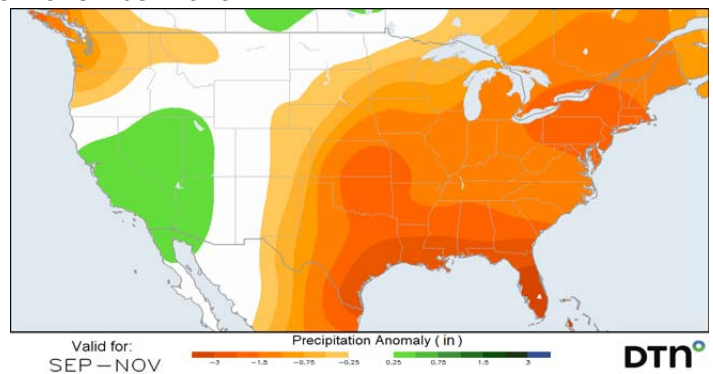 Valid for:
SEP-NOV
Precipitation Anomaly ( in )
-3 -1.5 -0.75 -0.25 0.25 0.75 1.5 3
DTN